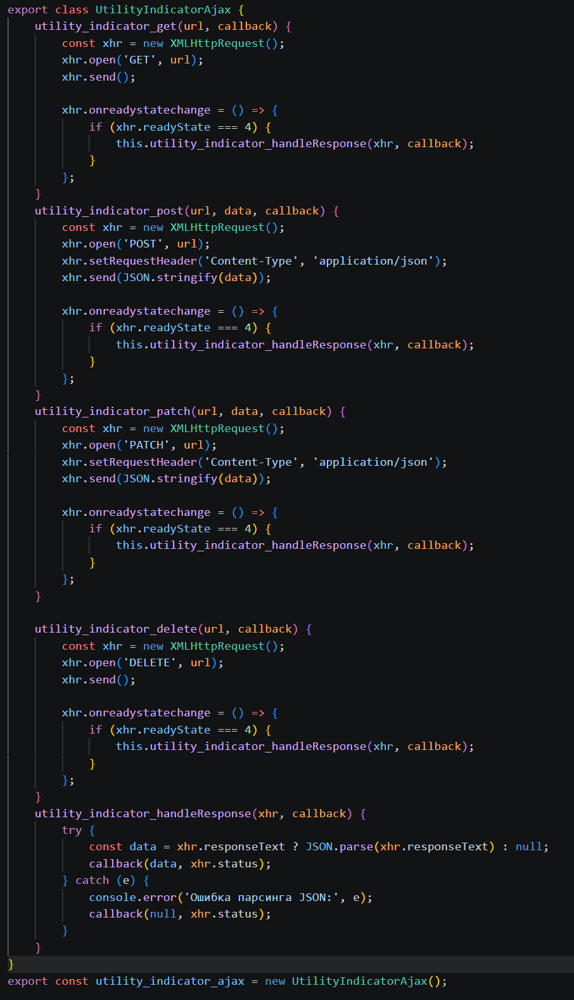 export class UtilityIndicatorAjax {
    utility_indicator_get(url, callback) {
        const xhr = new XMLHttpRequest();
        xhr.open('GET', url);
        xhr.send();

        xhr.onreadystatechange = () => {
            if (xhr.readyState === 4) {
                this.utility_indicator_handleResponse(xhr, callback);
            }
        };
    }
    utility_indicator_post(url, data, callback) {
        const xhr = new XMLHttpRequest();
        xhr.open('POST', url);
        xhr.setRequestHeader('Content-Type', 'application/json');
        xhr.send(JSON.stringify(data));

        xhr.onreadystatechange = () => {
            if (xhr.readyState === 4) {
                this.utility_indicator_handleResponse(xhr, callback);
            }
        };
    }
    utility_indicator_patch(url, data, callback) {
        const xhr = new XMLHttpRequest();
        xhr.open('PATCH', url);
        xhr.setRequestHeader('Content-Type', 'application/json');
        xhr.send(JSON.stringify(data));

        xhr.onreadystatechange = () => {
            if (xhr.readyState === 4) {
                this.utility_indicator_handleResponse(xhr, callback);
            }
        };
    }

    utility_indicator_delete(url, callback) {
        const xhr = new XMLHttpRequest();
        xhr.open('DELETE', url);
        xhr.send();

        xhr.onreadystatechange = () => {
            if (xhr.readyState === 4) {
                this.utility_indicator_handleResponse(xhr, callback);
            }
        };
    }
    utility_indicator_handleResponse(xhr, callback) {
        try {
            const data = xhr.responseText ? JSON.parse(xhr.responseText) : null;
            callback(data, xhr.status);
        } catch (e) {
            console.error('Ошибка парсинга JSON:', e);
            callback(null, xhr.status);
        }
    }
}
export const utility_indicator_ajax = new UtilityIndicatorAjax();